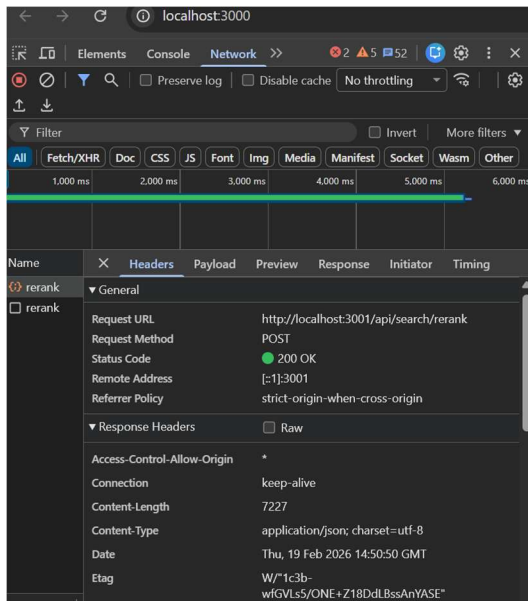 localhost:3000
Elements Console Network 2 5 52
Preserve log Disable cache No throttling
Filter Invert More filters
All Fetch/XHR Doc CSS JS Font Img Media Manifest Socket Wasm Other
1,000 ms 2,000 ms 3,000 ms 4,000 ms 5,000 ms 6,000 ms
Name Headers Payload Preview Response Initiator Timing
rerank
rerank
General
Request URL http://localhost:3001/api/search/rerank
Request Method POST
Status Code 200 OK
Remote Address [::1]:3001
Referrer Policy strict-origin-when-cross-origin
Response Headers Raw
Access-Control-Allow-Origin *
Connection keep-alive
Content-Length 7227
Content-Type application/json; charset=utf-8
Date Thu, 19 Feb 2026 14:50:50 GMT
Etag W/"1c3b-
wfGVLs5/ONE+Z18DdLBssAnYASE"